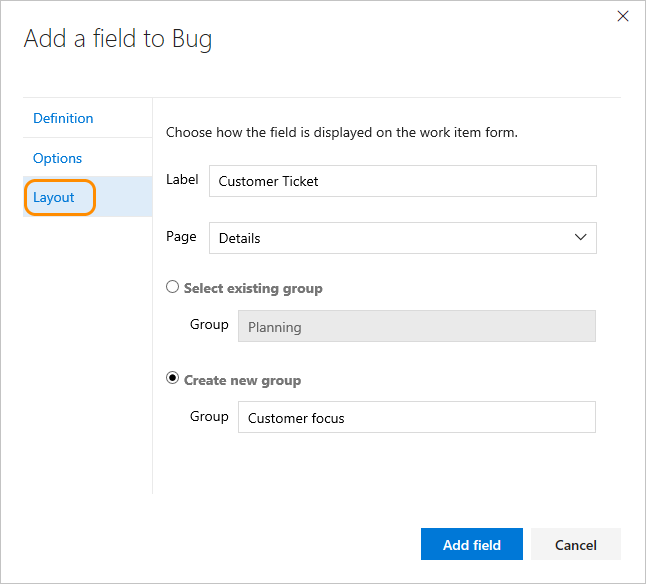 Add a field to Bug
Definition
Options
Layout
Choose how the field is displayed on the work item form.
Label Customer Ticket
Page Details
Select existing group
Group Planning
Create new group
Group Customer focus
Add field Cancel